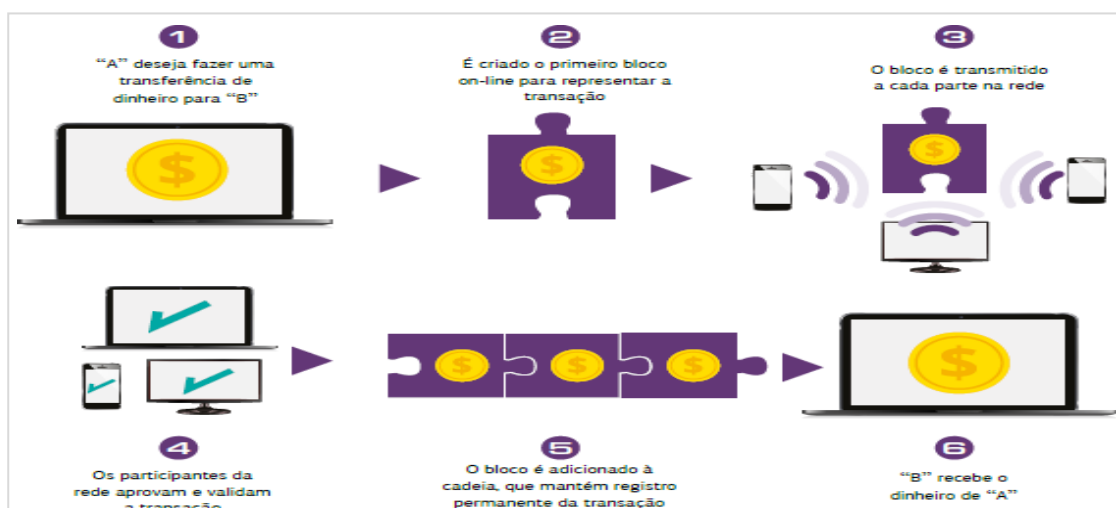 1
“A” deseja fazer uma
transferência de
dinheiro para “B”
2
É criado o primeiro bloco
on-line para representar a
transação
3
O bloco é transmitido
a cada parte na rede
4
Os participantes da
rede aprovam e validam
a transação
5
O bloco é adicionado à
cadeia, que mantém registro
permanente da transação
6
“B” recebe o
dinheiro de “A”